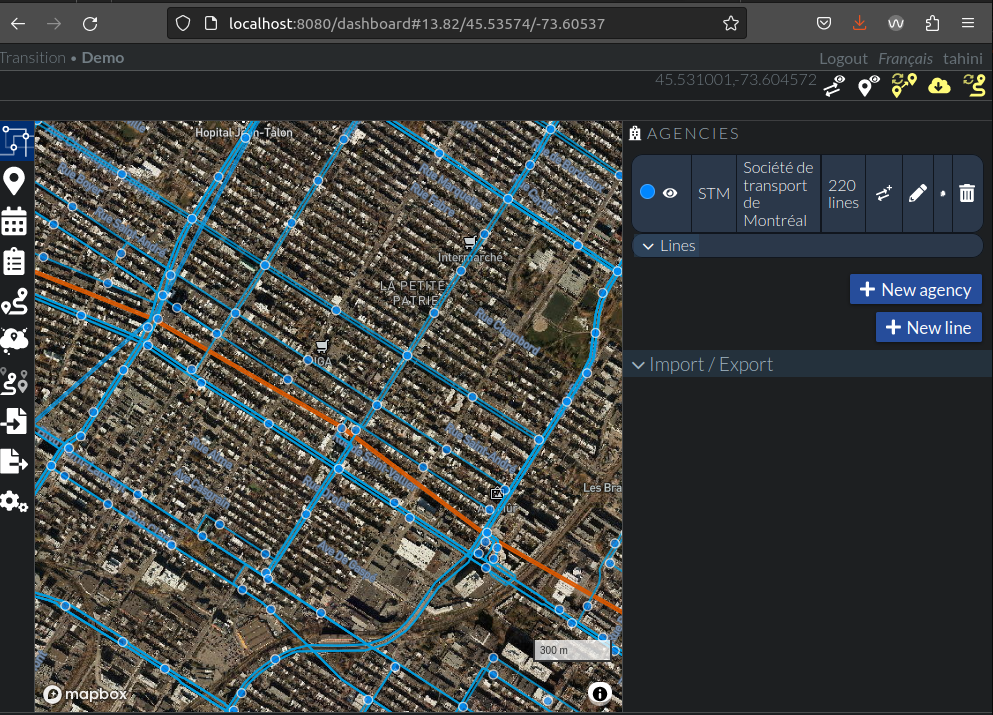 localhost:8080/dashboard#13.82/45.53574/-73.60537
Transition • Demo
Logout Français tahini
45.531001,-73.604572
Hopital Jean-Talon
Intermarché
LA PETITE-
PATRIE
IGA
Rue Chambord
Les Bra
300 m
mapbox
AGENCIES
STM
Société de
transport
de
Montréal
220
lines
Lines
New agency
New line
Import / Export